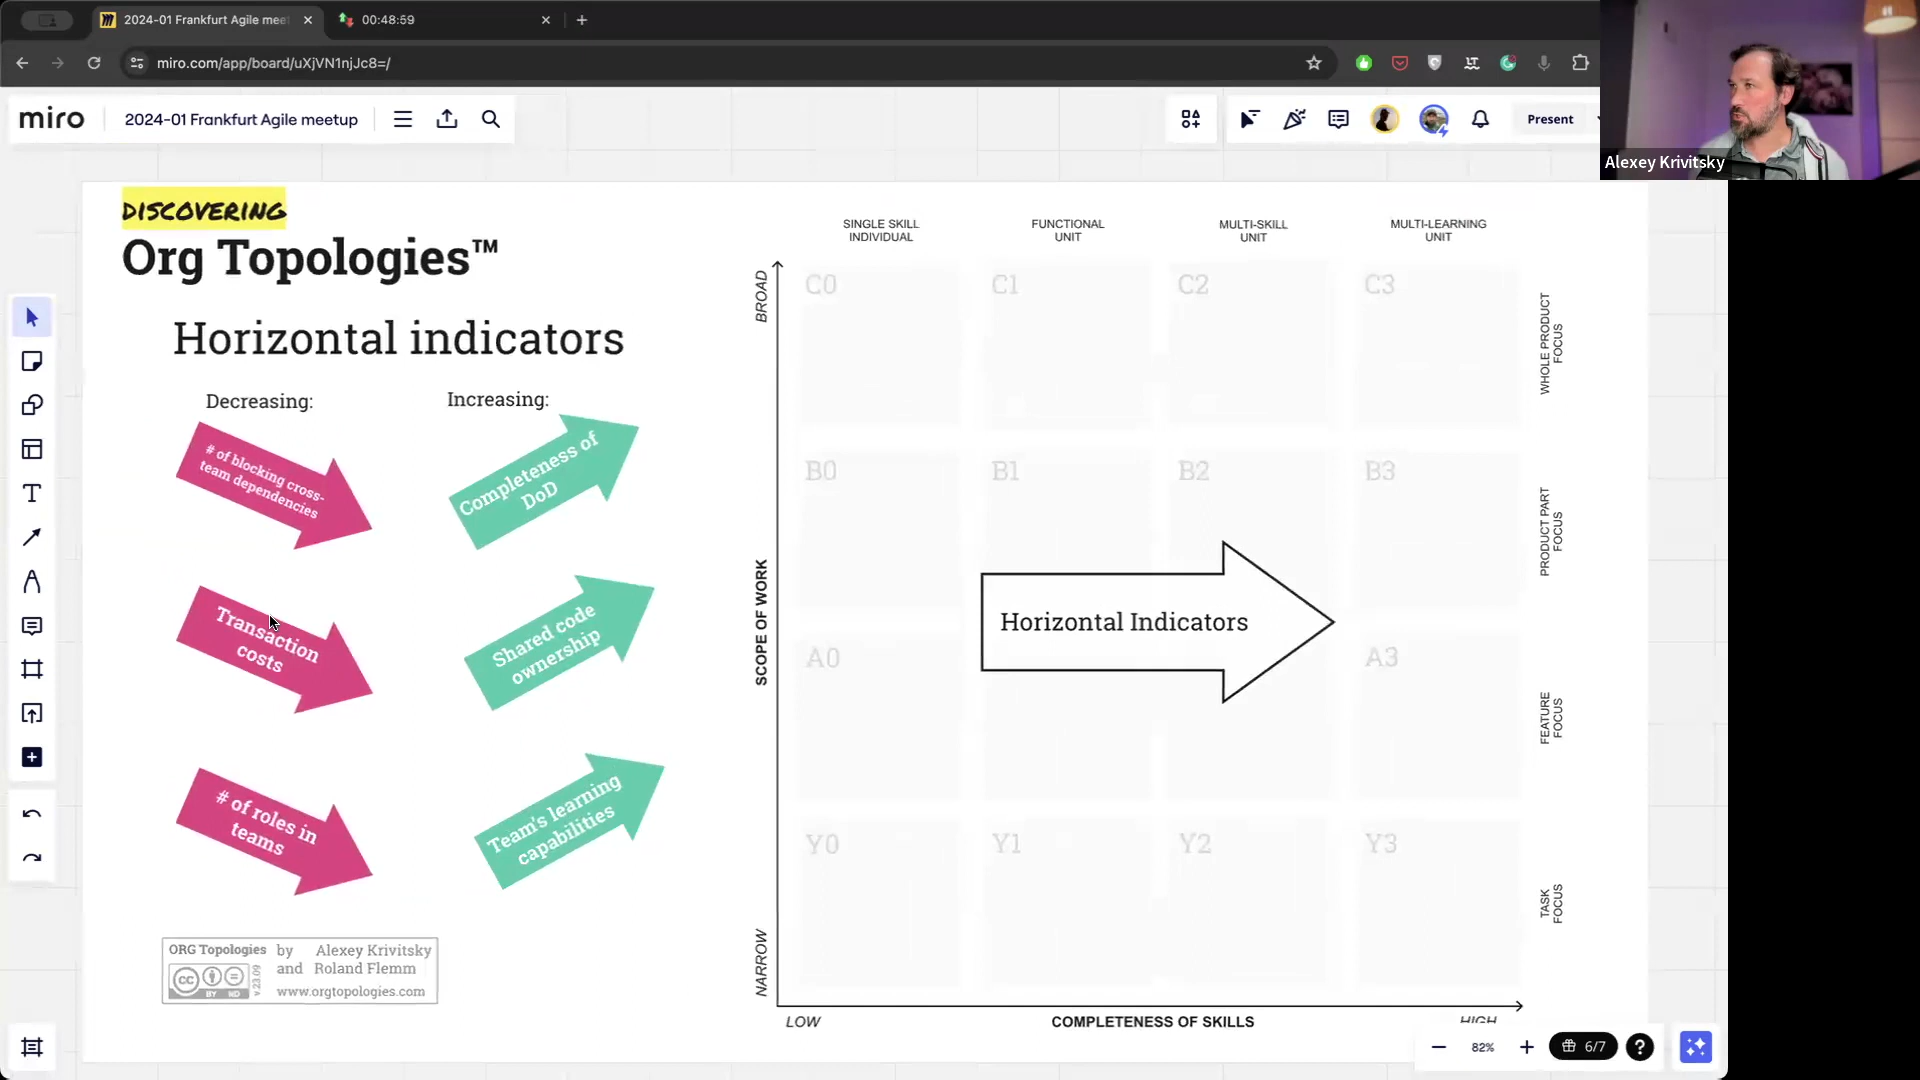 2024-01 Frankfurt Agile meet
00:48:59
miro.com/app/board/uXjVN1njJc8=/
miro
2024-01 Frankfurt Agile meetup
Present
Alexey Krivitsky
DISCOVERING
Org Topologies™
Horizontal indicators
Decreasing:
Increasing:
# of blocking cross-
team dependencies
Completeness of
DoD
Transaction
costs
Shared code
ownership
# of roles in
teams
Team's learning
capabilities
ORG Topologies by Alexey Krivitsky
and Roland Flemm
www.orgtopologies.com
cc
BY ND
v.23.09
SINGLE SKILL
INDIVIDUAL
FUNCTIONAL
UNIT
MULTI-SKILL
UNIT
MULTI-LEARNING
UNIT
BROAD
SCOPE OF WORK
NARROW
C0 C1 C2 C3
B0 B1 B2 B3
Horizontal Indicators
A0 A3
Y0 Y1 Y2 Y3
WHOLE PRODUCT
FOCUS
PRODUCT PART
FOCUS
FEATURE
FOCUS
TASK
FOCUS
LOW
COMPLETENESS OF SKILLS
HIGH
82%
6/7